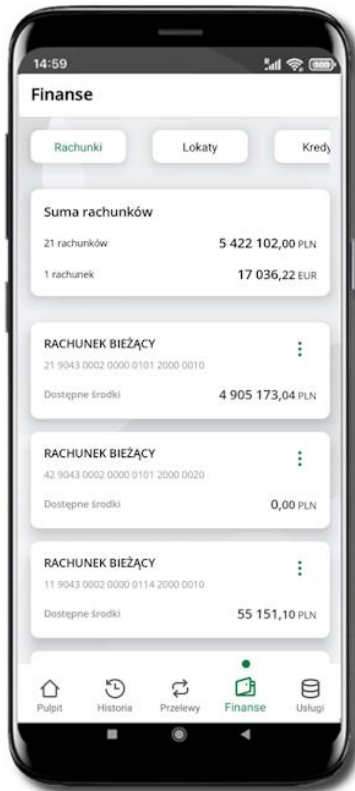 14:59
Finanse
Rachunki Lokaty Kredy
Suma rachunków
21 rachunków 5 422 102,00 PLN
1 rachunek 17 036,22 EUR
RACHUNEK BIEŻĄCY
21 9043 0002 0000 0101 2000 0010
Dostępne środki 4 905 173,04 PLN
RACHUNEK BIEŻĄCY
42 9043 0002 0000 0101 2000 0020
Dostępne środki 0,00 PLN
RACHUNEK BIEŻĄCY
11 9043 0002 0000 0114 2000 0010
Dostępne środki 55 151,10 PLN
Pulpit Historia Przelewy Finanse Usługi